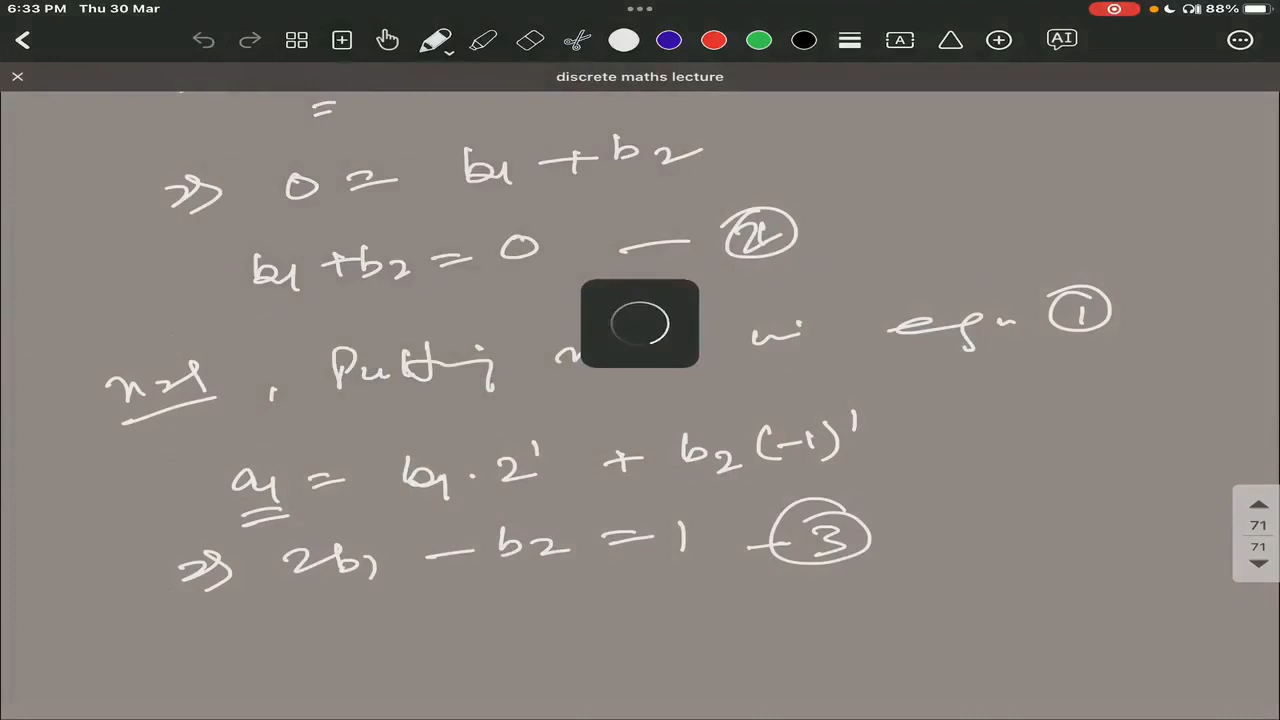 6:33 PM Thu 30 Mar
88%
AI
discrete maths lecture
=
⇒ 0 = b1 + b2
b1 + b2 = 0 — ②
n=1, Putting in eqn ①
a1 = b1 · 2¹ + b2 (-1)¹
⇒ 2b1 - b2 = 1 - ③
71
71